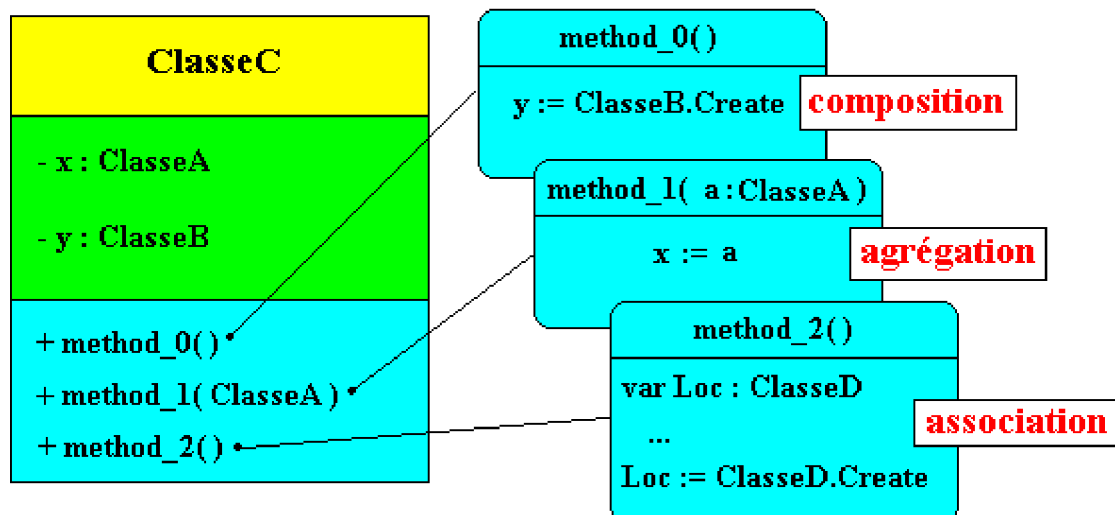 ClasseC
- x : ClasseA
- y : ClasseB
+ method_0()
+ method_1( ClasseA )
+ method_2()
method_0()
y := ClasseB.Create
composition
method_1( a : ClasseA )
x := a
agrégation
method_2()
var Loc : ClasseD
...
Loc := ClasseD.Create
association